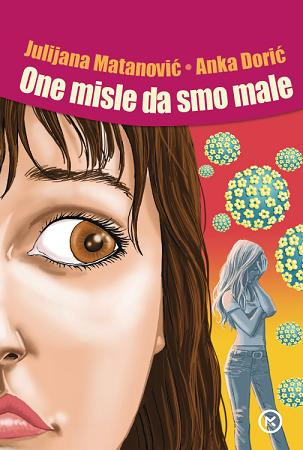 Julijana Matanović • Anka Dorić
One misle da smo male